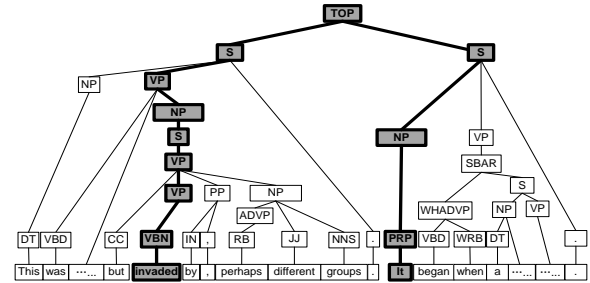 TOP
S S
NP VP
NP NP
S VP
VP SBAR
VP PP NP S
ADVP WHADVP NP VP
DT VBD CC VBN IN , RB JJ NNS . PRP VBD WRB DT .
This was ...... but invaded by , perhaps different groups . It began when a ...... ...... .